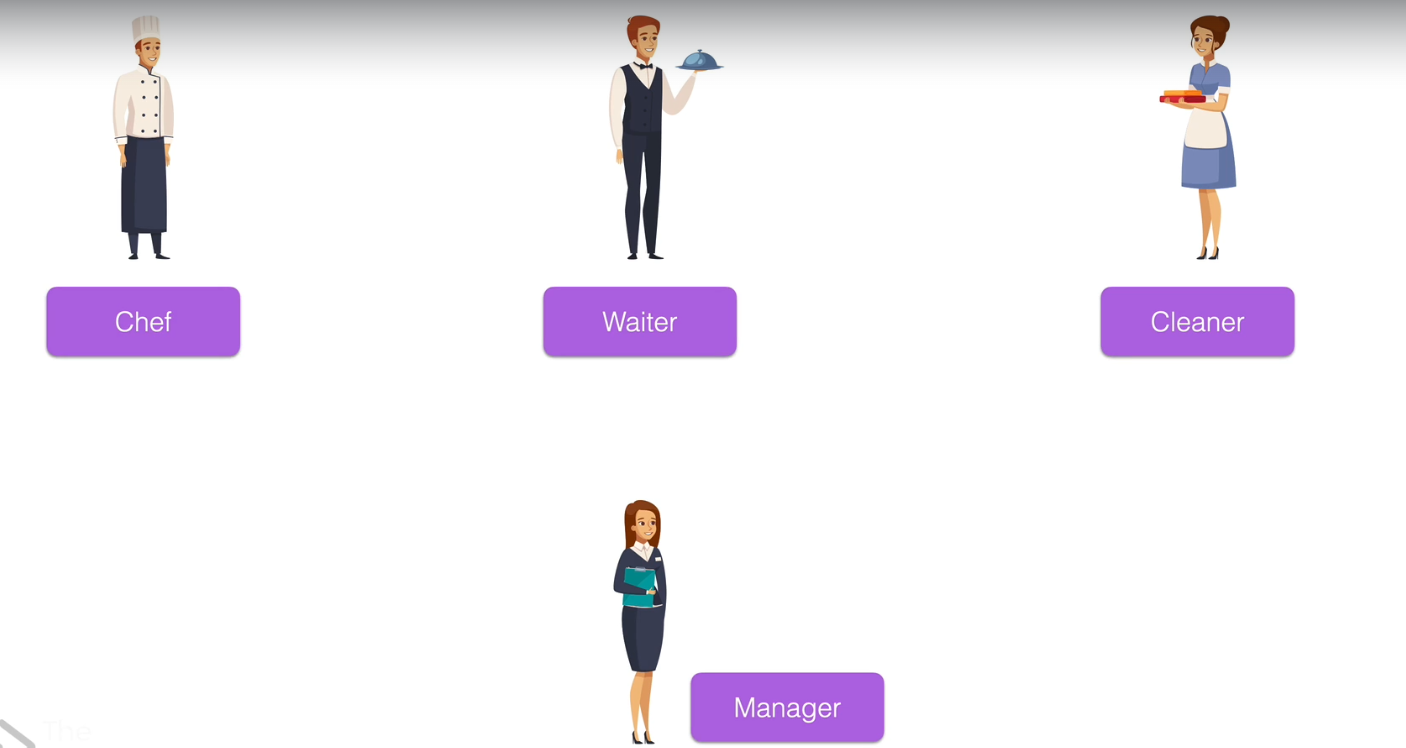 Chef
Waiter
Cleaner
Manager
The